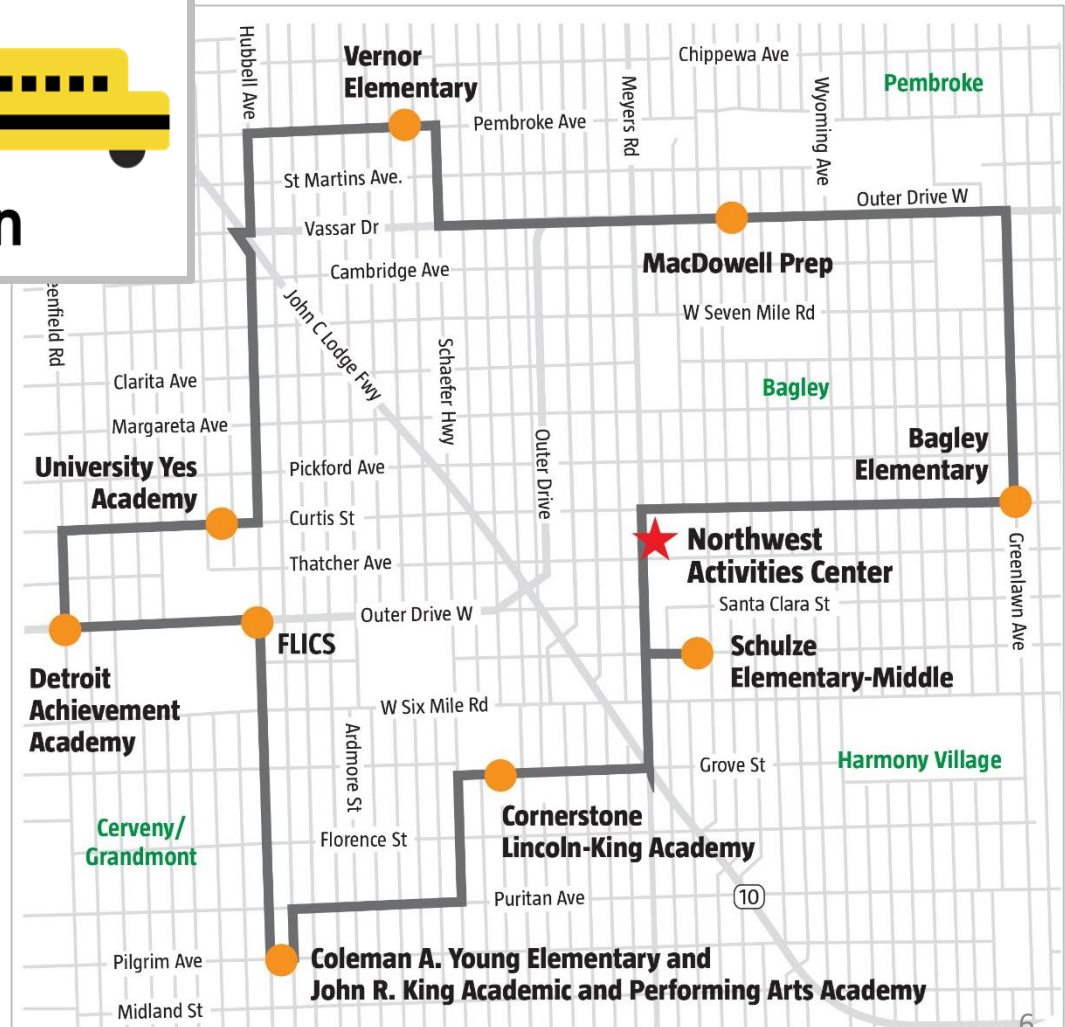 n
Hubbell Ave
Vernor
Elementary
Chippewa Ave
Meyers Rd
Wyoming Ave
Pembroke
Pembroke Ave
St Martins Ave.
Outer Drive W
Vassar Dr
Cambridge Ave
MacDowell Prep
enfield Rd
John C Lodge Fwy
W Seven Mile Rd
Schaefer Hwy
Clarita Ave
Bagley
Margareta Ave
Outer Drive
Bagley
Elementary
University Yes
Academy
Pickford Ave
Curtis St
Northwest
Activities Center
Greenlawn Ave
Thatcher Ave
Santa Clara St
Outer Drive W
FLICS
Schulze
Elementary-Middle
Detroit
Achievement
Academy
W Six Mile Rd
Ardmore St
Grove St
Harmony Village
Cornerstone
Lincoln-King Academy
Cerveny/
Grandmont
Florence St
Puritan Ave
10
Pilgrim Ave
Coleman A. Young Elementary and
John R. King Academic and Performing Arts Academy
Midland St
6